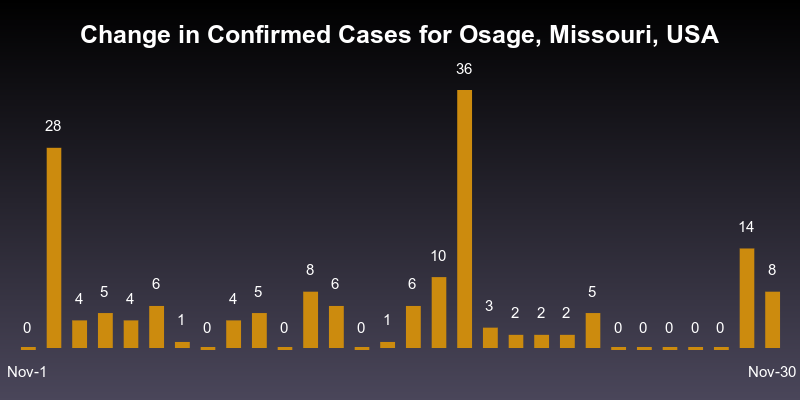 Change in Confirmed Cases for Osage, Missouri, USA
0 28 4 5 4 6 1 0 4 5 0 8 6 0 1 6 10 36 3 2 2 2 5 0 0 0 0 0 14 8
Nov-1 Nov-30